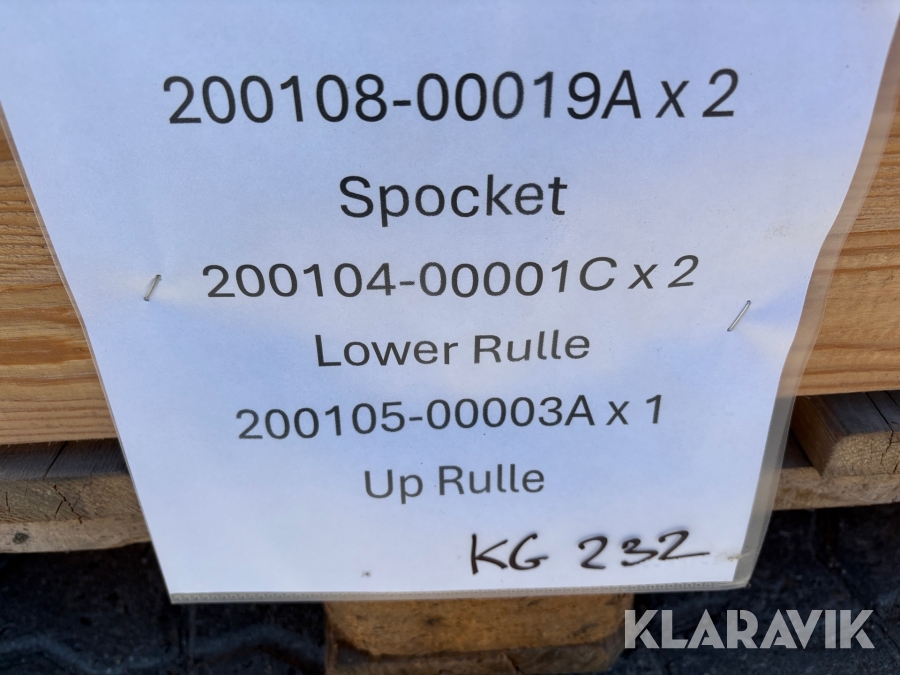 200108-00019A x 2
Spocket
200104-00001C x 2
Lower Rulle
200105-00003A x 1
Up Rulle
KG 232
KLARAVIK